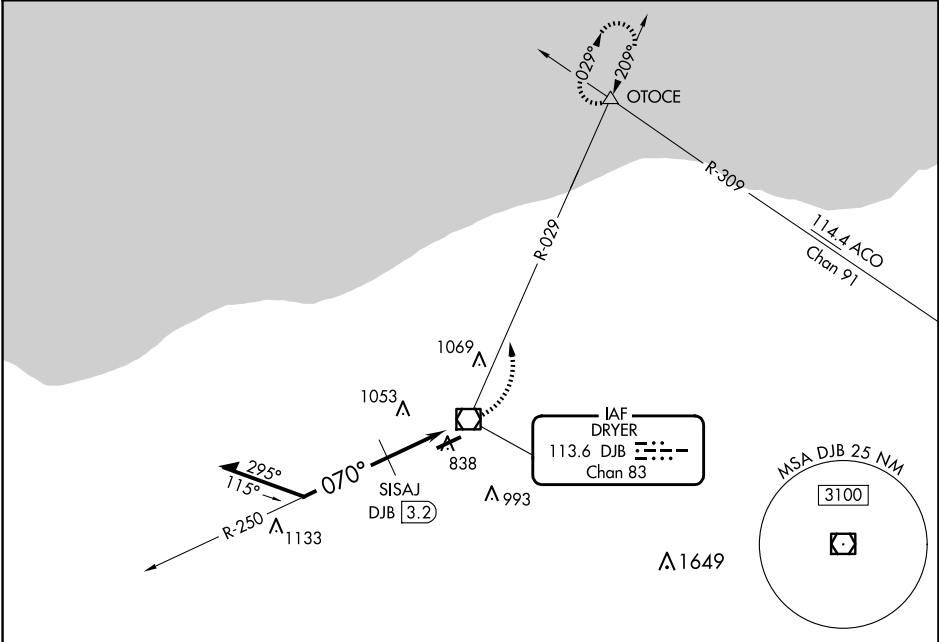 029°
209°
OTOCE
R-309
114.4 ACO
Chan 91
R-029
1069
1053
IAF
DRYER
113.6 DJB
Chan 83
838
MSA DJB 25 NM
3100
295°
115°
070°
SISAJ
DJB 3.2
993
R-250
1133
1649